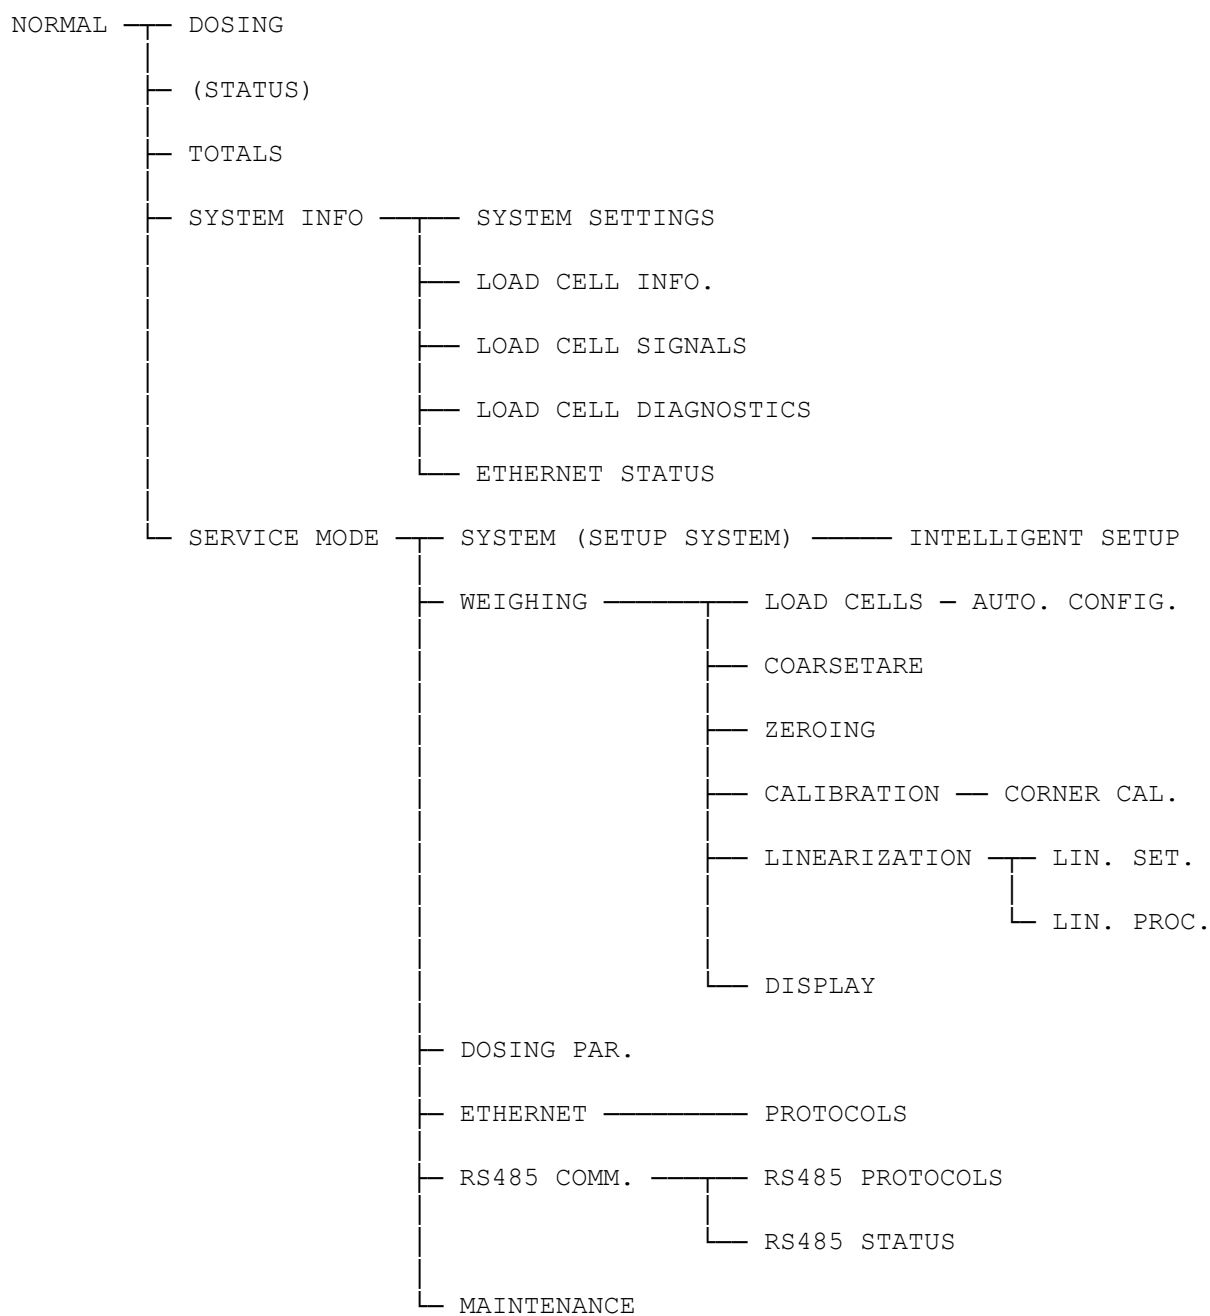 NORMAL DOSING
(STATUS)
TOTALS
SYSTEM INFO SYSTEM SETTINGS
LOAD CELL INFO.
LOAD CELL SIGNALS
LOAD CELL DIAGNOSTICS
ETHERNET STATUS
SERVICE MODE SYSTEM (SETUP SYSTEM) INTELLIGENT SETUP
WEIGHING LOAD CELLS AUTO. CONFIG.
COARSETARE
ZEROING
CALIBRATION CORNER CAL.
LINEARIZATION LIN. SET.
LIN. PROC.
DISPLAY
DOSING PAR.
ETHERNET PROTOCOLS
RS485 COMM. RS485 PROTOCOLS
RS485 STATUS
MAINTENANCE